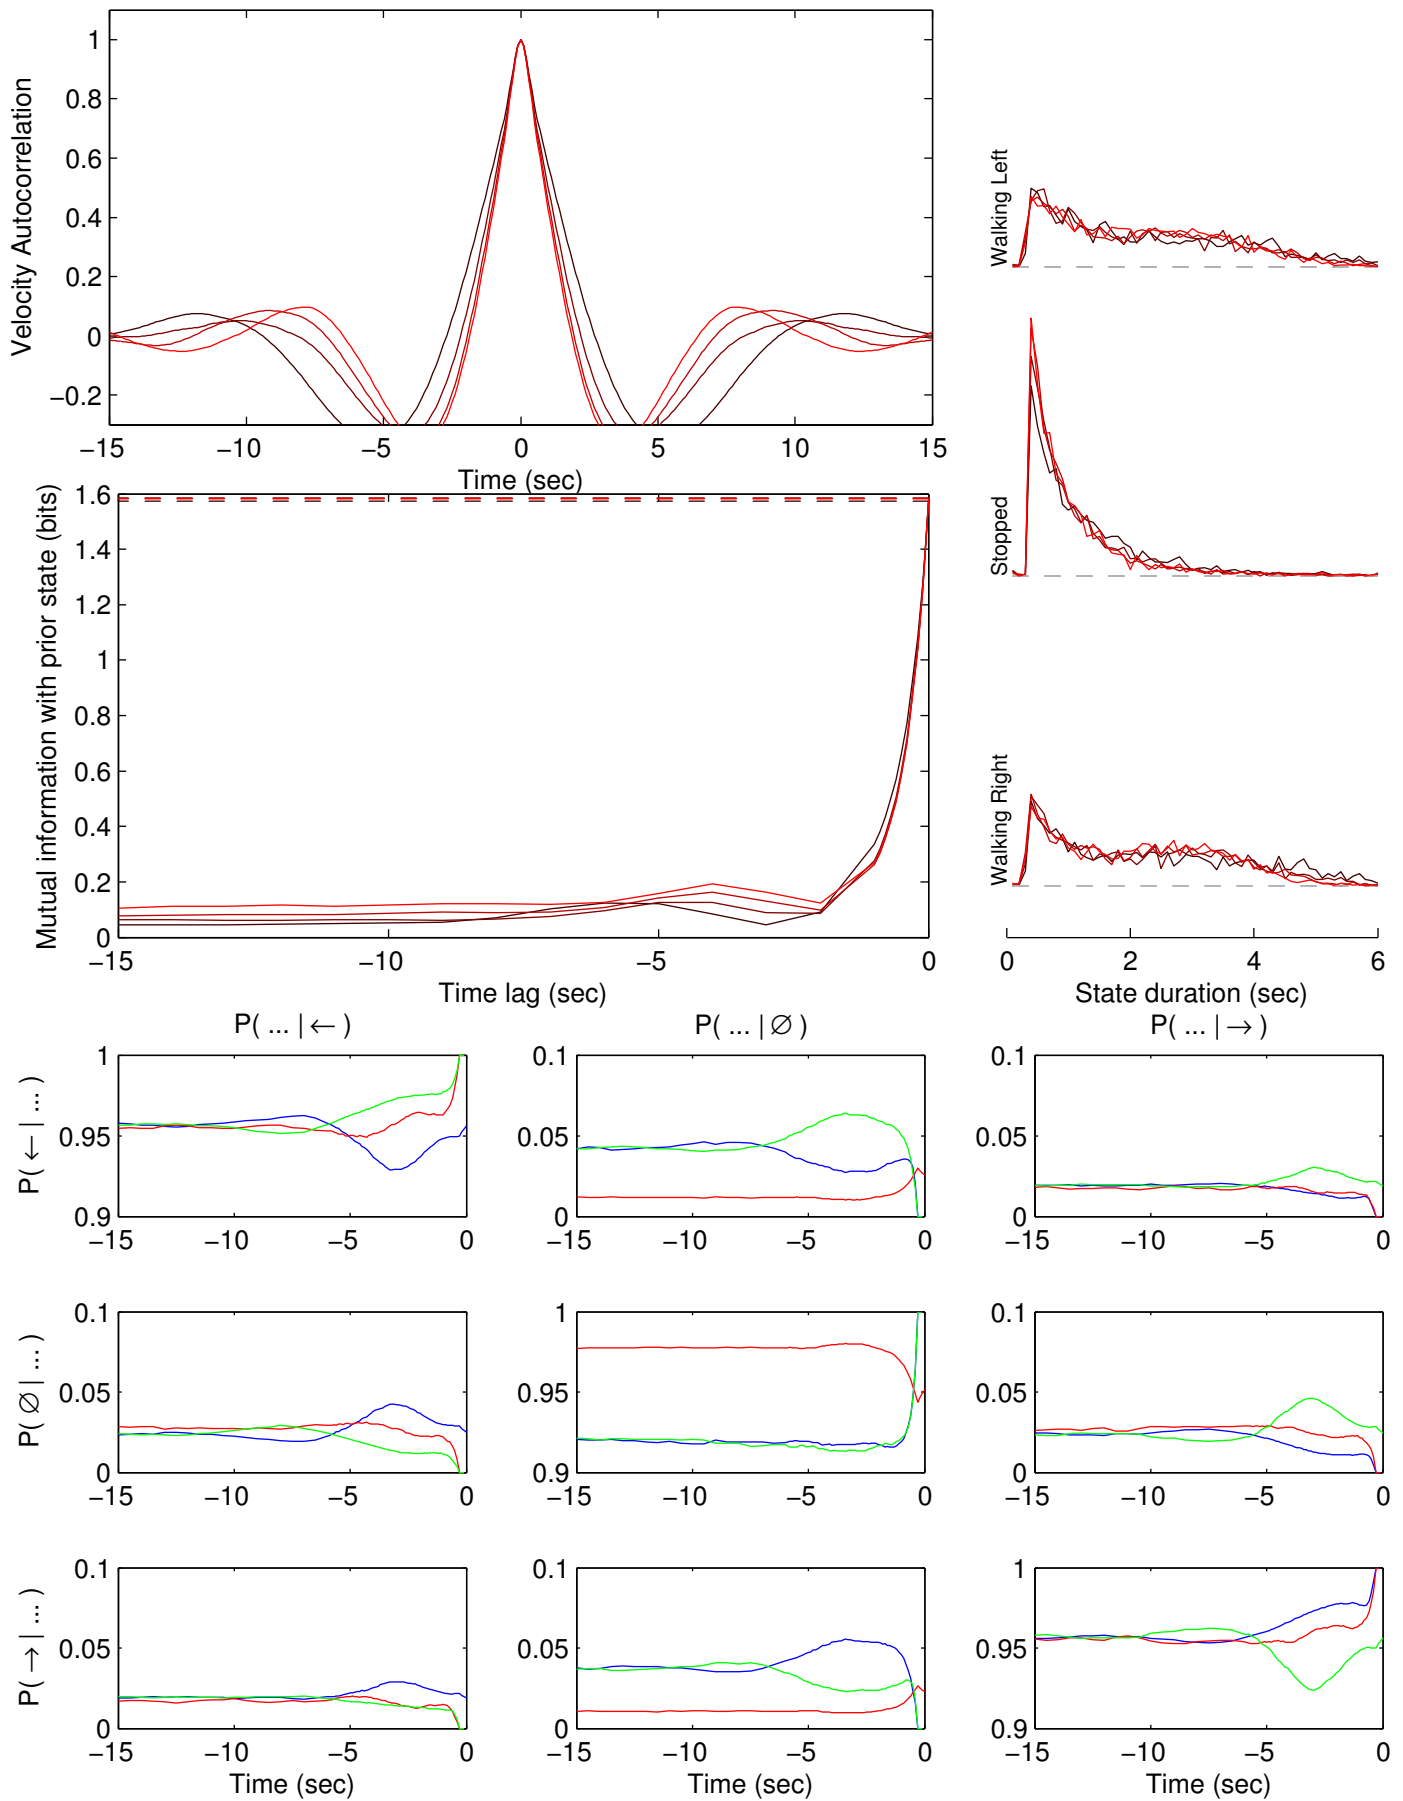 Velocity Autocorrelation
1
0.8
0.6
0.4
0.2
0
−0.2
−15 −10 −5 0 5 10 15
Time (sec)
Mutual information with prior state (bits)
1.6
1.4
1.2
1
0.8
0.6
0.4
0.2
0
−15 −10 −5 0
Time lag (sec)
Walking Left
Stopped
Walking Right
0 2 4 6
State duration (sec)
P( ... | ← ) P( ... | ∅ ) P( ... | → )
P( ← | ... )
1 0.1 0.1
0.95 0.05 0.05
0.9 0 0
−15 −10 −5 0 −15 −10 −5 0 −15 −10 −5 0
P( ∅ | ... )
0.1 1 0.1
0.05 0.95 0.05
0 0.9 0
−15 −10 −5 0 −15 −10 −5 0 −15 −10 −5 0
P( → | ... )
0.1 0.1 1
0.05 0.05 0.95
0 0 0.9
−15 −10 −5 0 −15 −10 −5 0 −15 −10 −5 0
Time (sec) Time (sec) Time (sec)